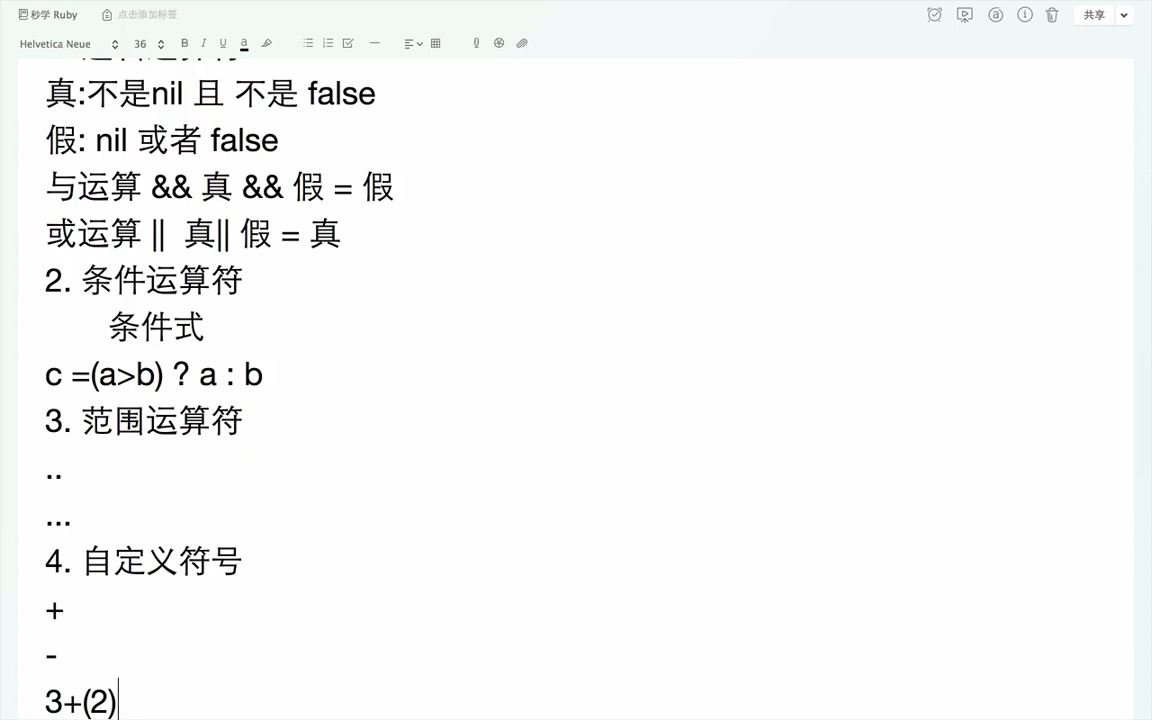 秒学 Ruby
点击添加标签
共享
Helvetica Neue
36
B
I
U
a
真:不是nil 且 不是 false
假: nil 或者 false
与运算 && 真 && 假 = 假
或运算 || 真|| 假 = 真
2. 条件运算符
条件式
c =(a>b) ? a : b
3. 范围运算符
..
...
4. 自定义符号
+
-
3+(2)